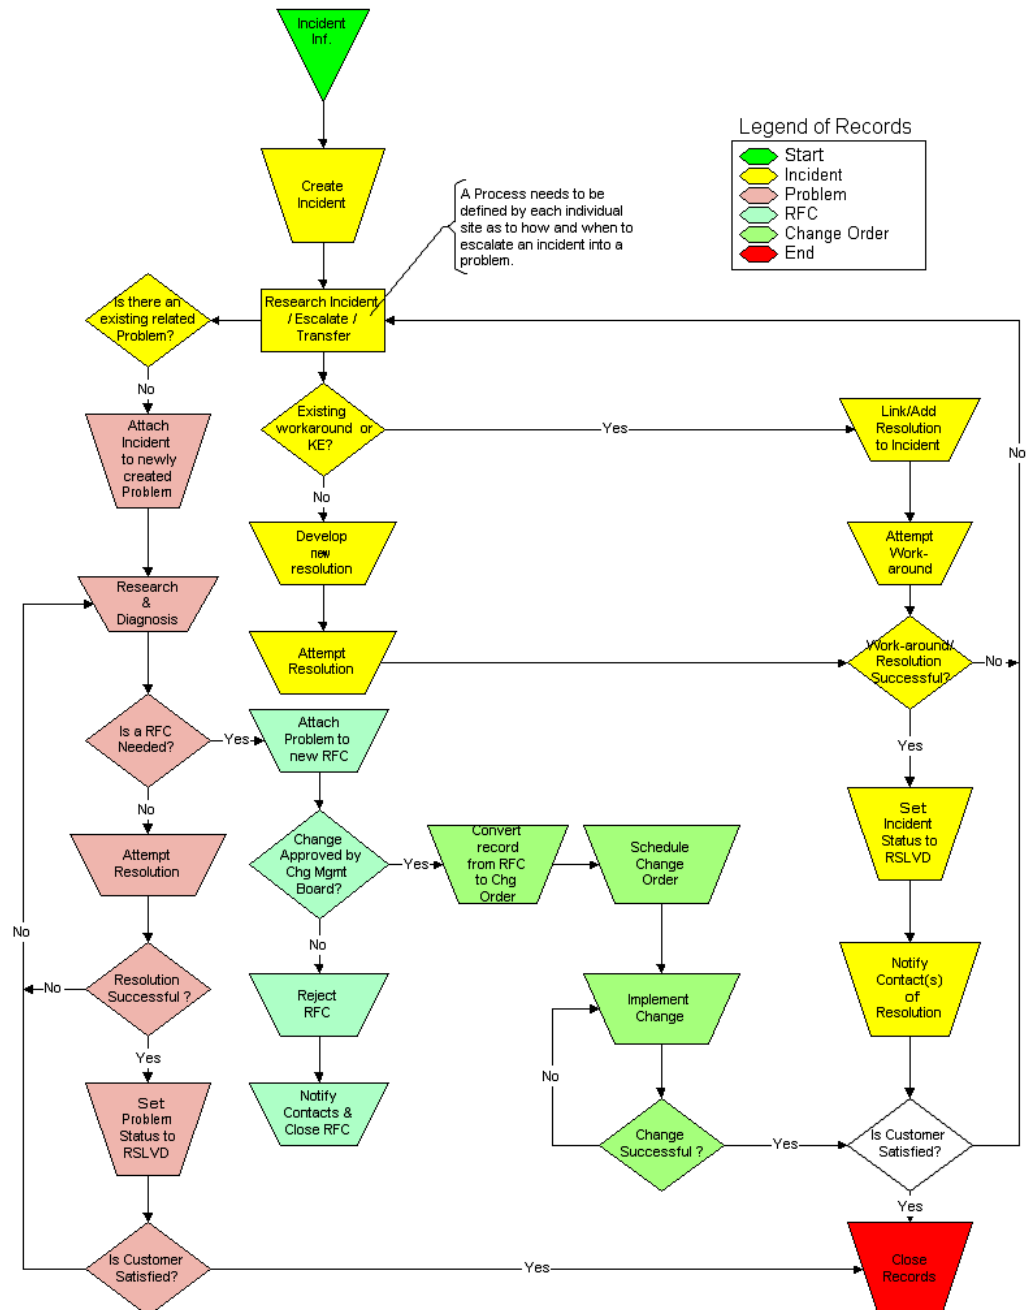 Incident
Inf.
Legend of Records
Start
Incident
Problem
RFC
Change Order
End
Create
Incident
A Process needs to be
defined by each individual
site as to how and when to
escalate an incident into a
problem.
Is there an
existing related
Problem?
Research Incident
/ Escalate /
Transfer
No
Attach
Incident
to newly
created
Problem
Existing
workaround or
KE?
Yes
Link/Add
Resolution
to Incident
No
No
Develop
new
resolution
Attempt
Work-
around
Research
&
Diagnosis
Attempt
Resolution
Work-around/
Resolution
Successful?
No
Is a RFC
Needed?
Yes
Attach
Problem to
new RFC
Yes
No
Attempt
Resolution
Change
Approved by
Chg Mgmt
Board?
Yes
Convert
record
from RFC
to Chg
Order
Schedule
Change
Order
Set
Incident
Status to
RSLVD
No
No
Resolution
Successful ?
No
Reject
RFC
Implement
Change
Notify
Contact(s)
of
Resolution
Yes
No
Set
Problem
Status to
RSLVD
Notify
Contacts &
Close RFC
Change
Successful ?
Yes
Is Customer
Satisfied?
Yes
Is Customer
Satisfied?
Yes
Close
Records